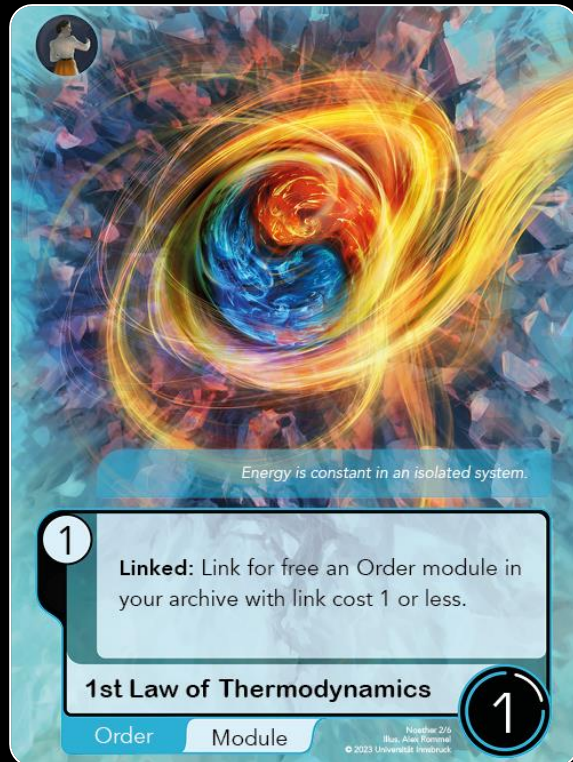 Energy is constant in an isolated system.
1
Linked: Link for free an Order module in
your archive with link cost 1 or less.
1st Law of Thermodynamics
1
Order
Module
Noether 2/6
Illus. Alex Rommel
© 2023 Universität Innsbruck